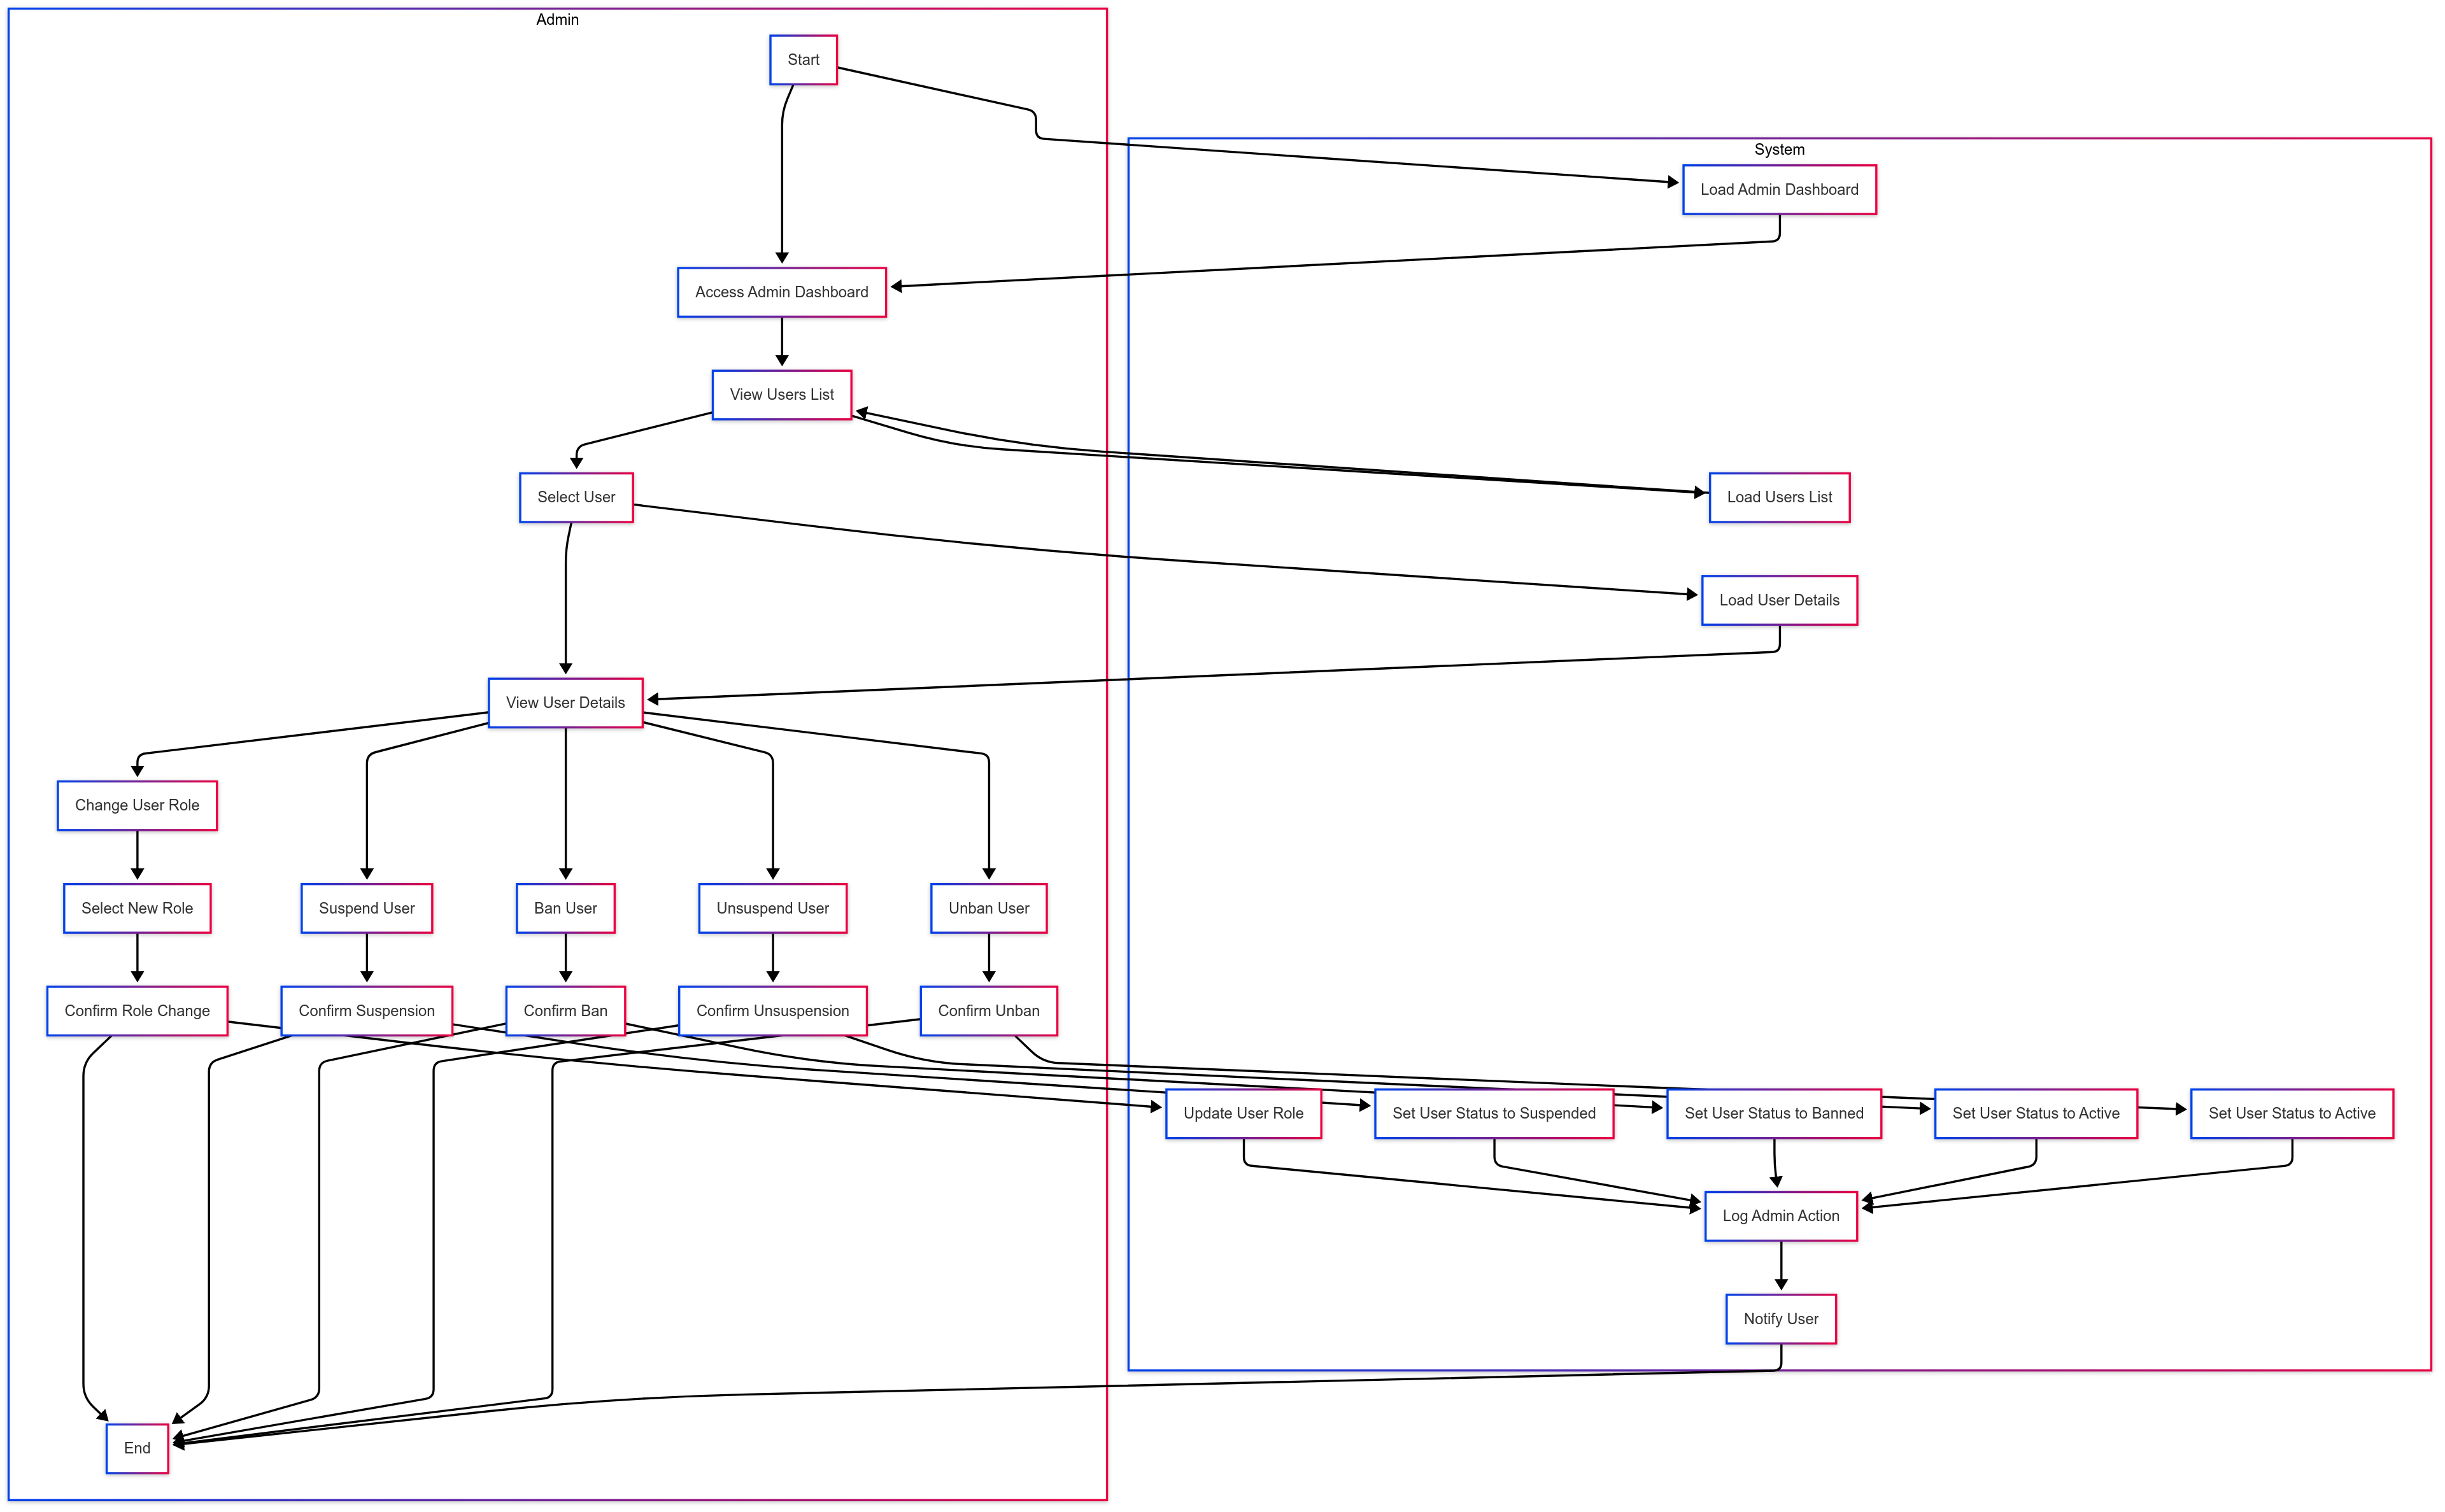 Admin
Start
System
Load Admin Dashboard
Access Admin Dashboard
View Users List
Select User
Load Users List
Load User Details
View User Details
Change User Role
Select New Role
Suspend User
Ban User
Unsuspend User
Unban User
Confirm Role Change
Confirm Suspension
Confirm Ban
Confirm Unsuspension
Confirm Unban
Update User Role
Set User Status to Suspended
Set User Status to Banned
Set User Status to Active
Set User Status to Active
Log Admin Action
Notify User
End